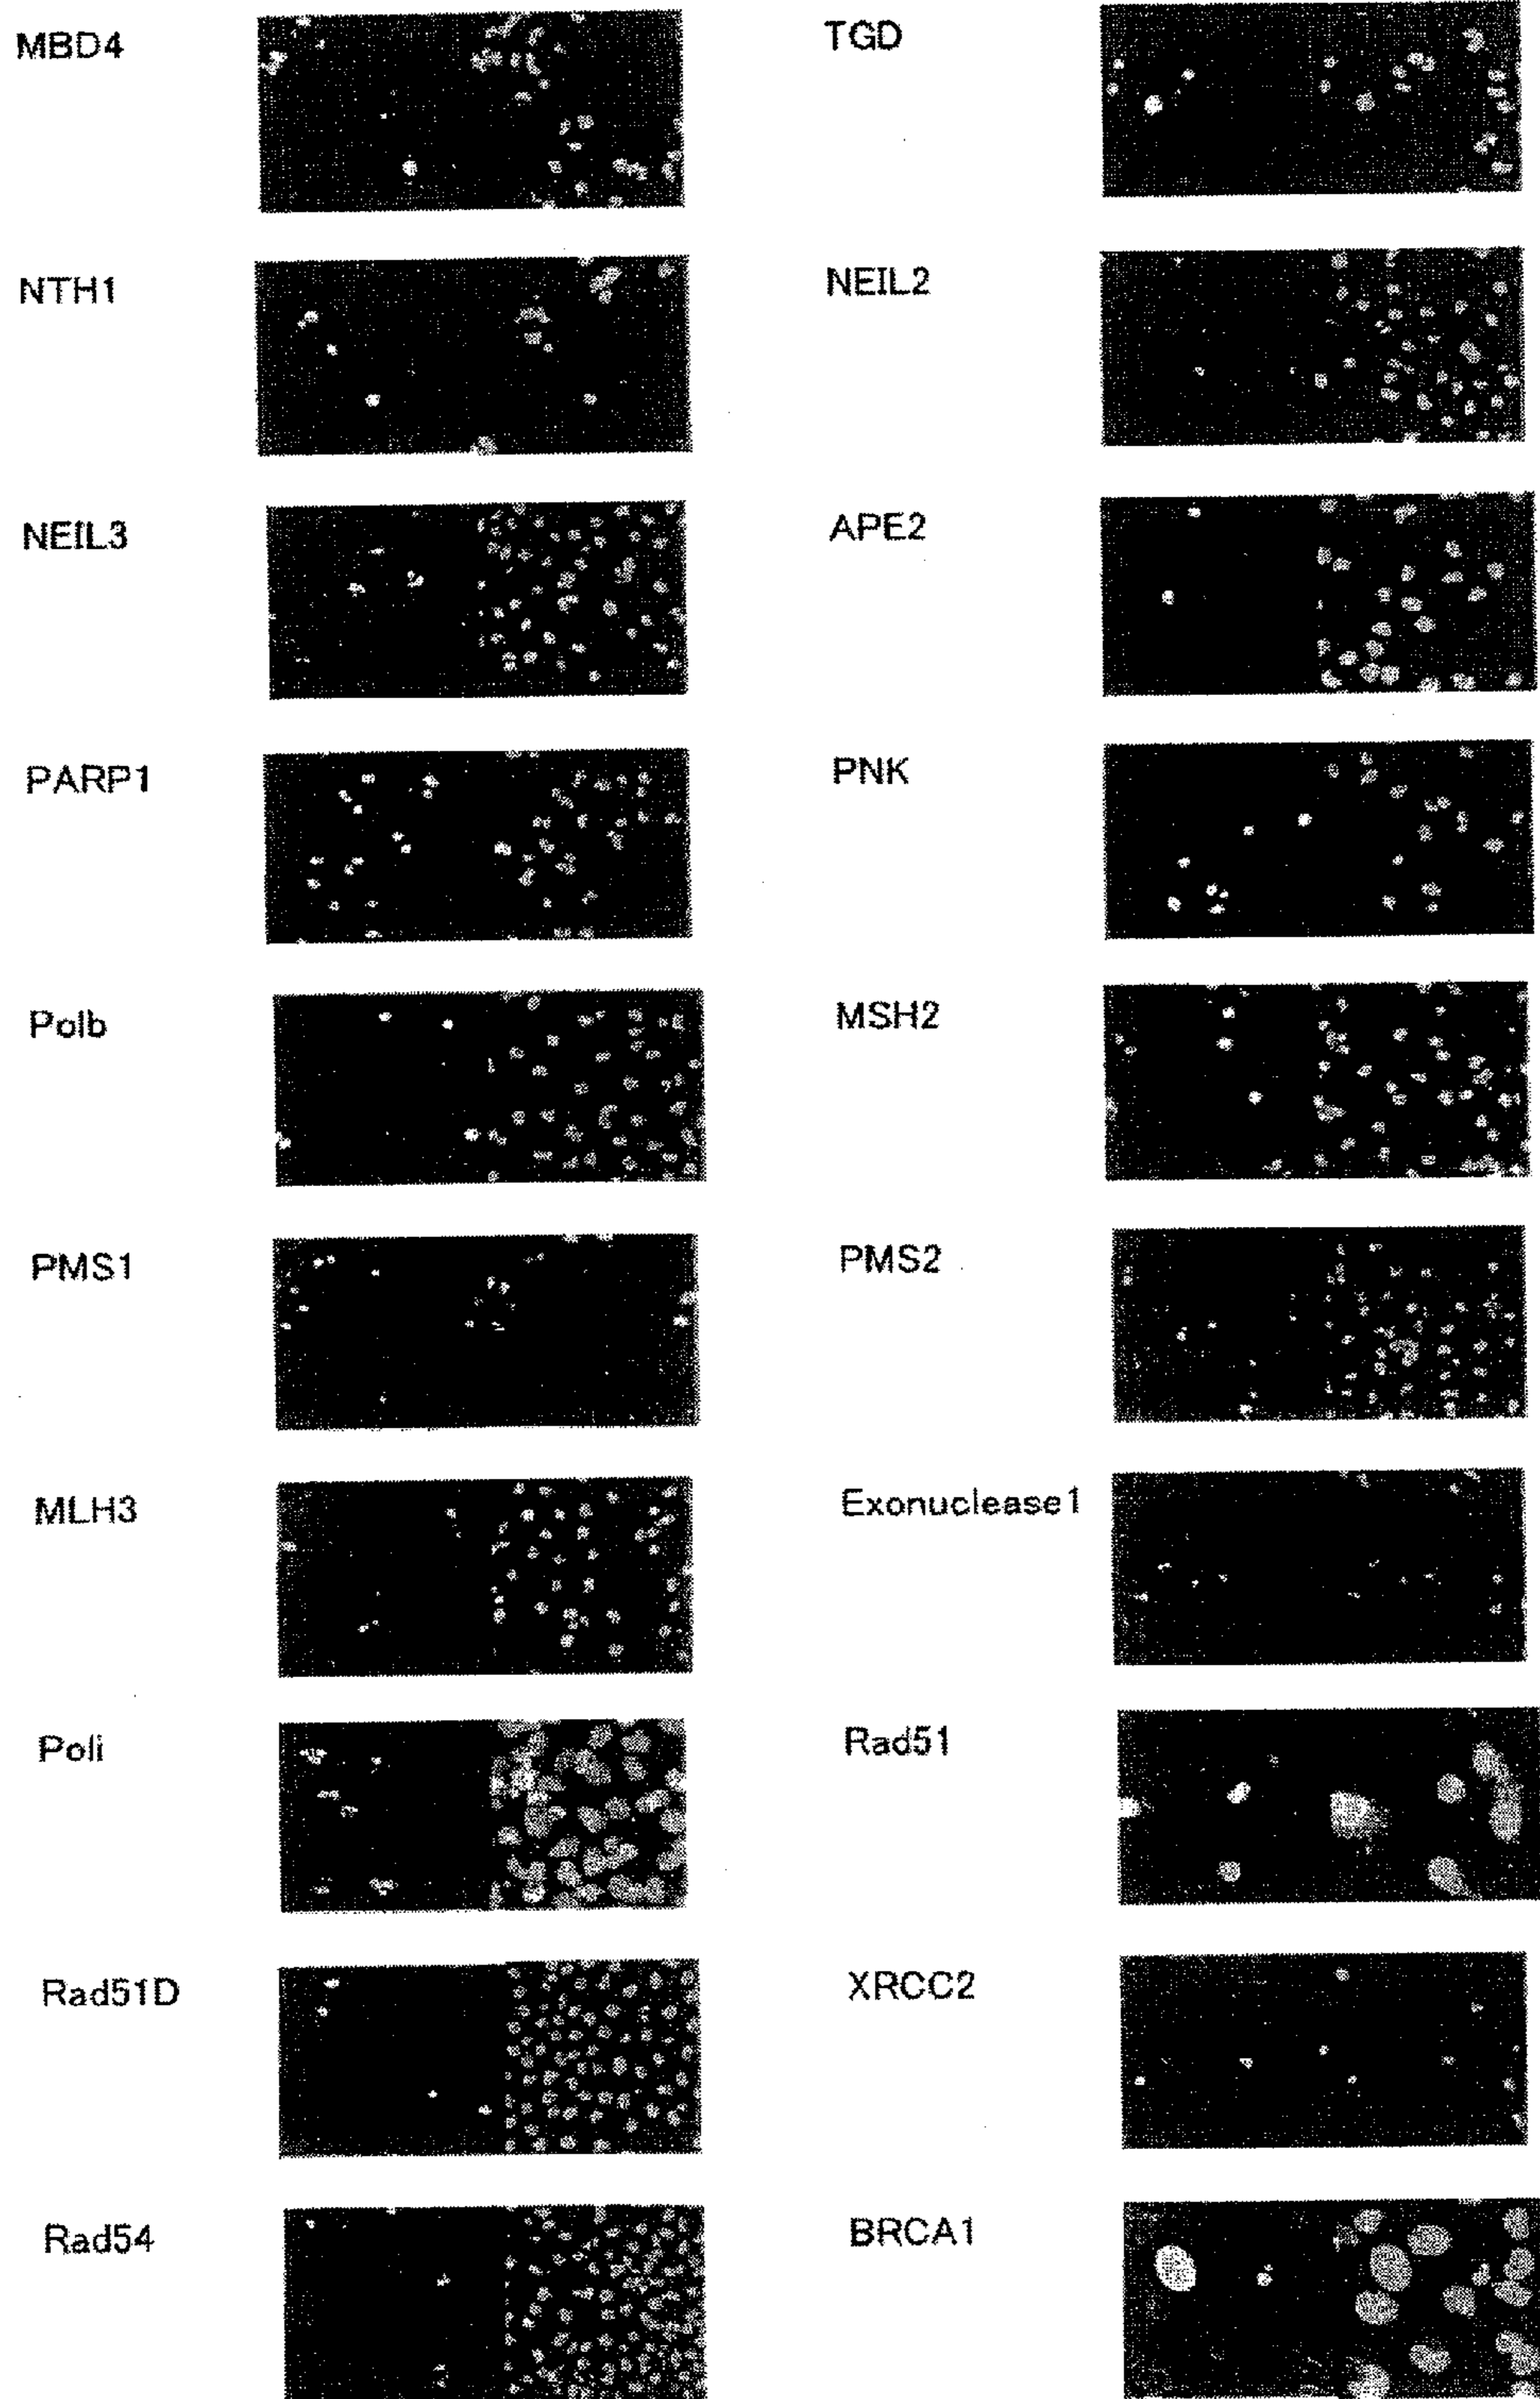 MBD4
TGD
NTH1
NEIL2
NEIL3
APE2
PARP1
PNK
Polb
MSH2
PMS1
PMS2
MLH3
Exonuclease1
Poli
Rad51
Rad51D
XRCC2
Rad54
BRCA1